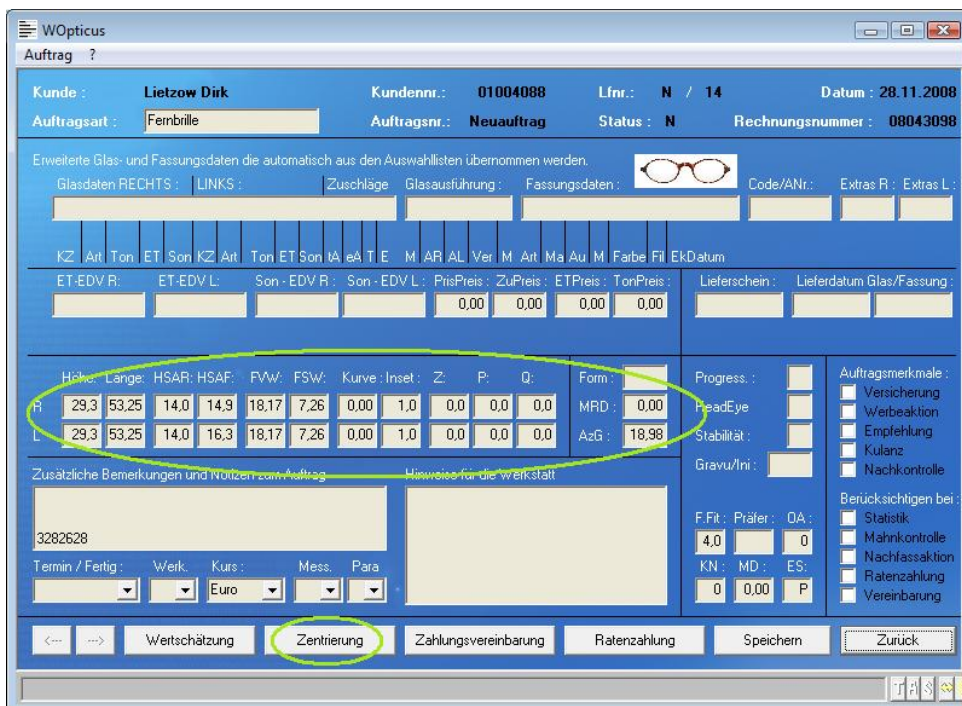 WOpticus
Auftrag ?
Kunde : Lietzow Dirk Kundennr.: 01004088 Lfnr.: N / 14 Datum : 28.11.2008
Auftragsart : Fernbrille Auftragsnr.: Neuauftrag Status : N Rechnungsnummer : 08043098
Erweiterte Glas- und Fassungsdaten die automatisch aus den Auswahllisten übernommen werden.
Glasdaten RECHTS : LINKS : Zuschläge Glasausführung : Fassungsdaten : Code/ANr.: Extras R : Extras L :
KZ Art Ton ET Son KZ Art Ton ET Son tA eA T E M AR AL Ver M Art Ma Au M Farbe Fil EkDatum
ET-EDV R: ET-EDV L: Son - EDV R : Son - EDV L : PrisPreis : ZuPreis : ETPreis : TonPreis : Lieferschein : Lieferdatum Glas/Fassung :
0,00 0,00 0,00 0,00
Höhe: Länge: HSAR: HSAF: FVW: FSW: Kurve : Inset : Z: P: Q: Form : Progress. : Auftragsmerkmale :
Versicherung
R 29,3 53,25 14,0 14,9 18,17 7,26 0,00 1,0 0,0 0,0 0,0 MRD : 0,00 HeadEye Werbeaktion
Empfehlung
L 29,3 53,25 14,0 16,3 18,17 7,26 0,00 1,0 0,0 0,0 0,0 AzG : 18,98 Stabilität :
Kulanz
Gravu/Ini : Nachkontrolle
Zusätzliche Bemerkungen und Notizen zum Auftrag Hinweise für die Werkstatt
3282628
Berücksichtigen bei :
F.Fit : Präfer : OA : Statistik
4,0 0 Mahnkontrolle
Termin / Fertig : Werk. Kurs : Mess. Para KN : MD : ES: Nachfassaktion
Ratenzahlung
Euro 0 0,00 P Vereinbarung
<--- ---> Wertschätzung Zentrierung Zahlungsvereinbarung Ratenzahlung Speichern Zurück